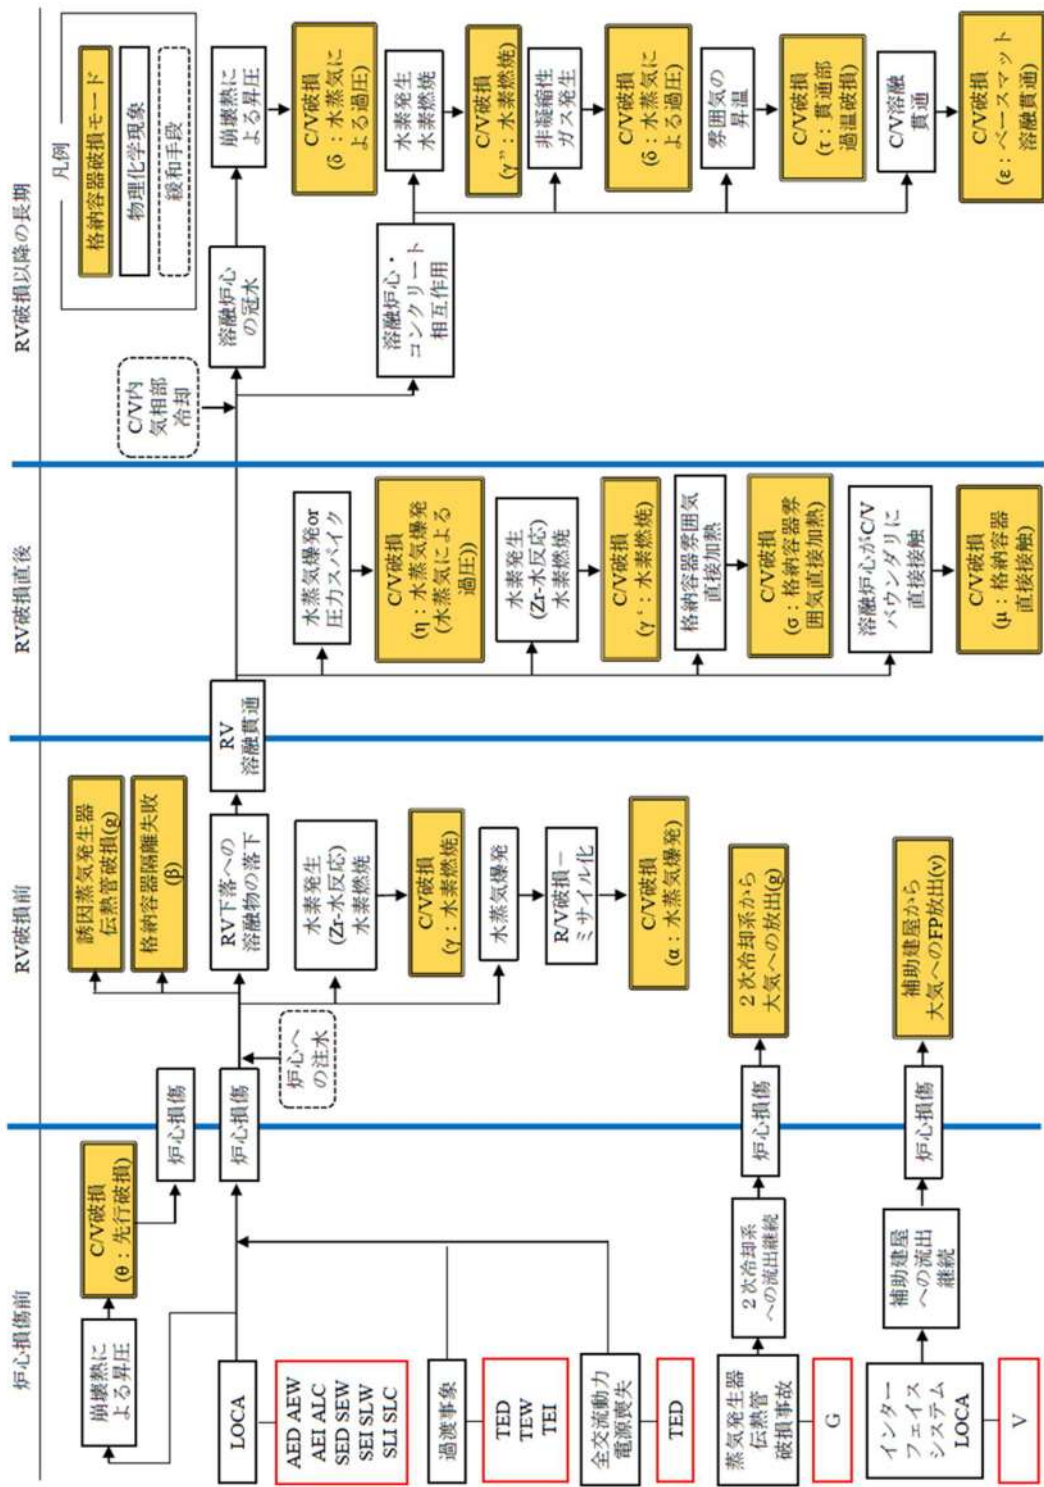 炉心損傷前
RV破損前
RV破損直後
RV破損以降の長期
凡例
格納容器破損モード
物理化学現象
緩和手段
崩壊熱に
よる昇圧
C/V破損
(θ：先行破損)
炉心損傷
LOCA
AED AEW
AEI ALC
SED SEW
SEI SLW
SLI SLC
過渡事象
TED
TEW
TEI
全交流動力
電源喪失
TED
蒸気発生器
伝熱管
破損事故
G
インター
フェイス
システム
LOCA
V
炉心損傷
2次冷却系
への流出継続
炉心損傷
補助建屋
への流出
継続
炉心損傷
誘因蒸気発生器
伝熱管破損(g)
格納容器隔離失敗
(β)
炉心へ
の注水
RV下落への
溶融物の落下
水素発生
(Zr-水反応)
水素燃焼
C/V破損
(γ：水素燃焼)
水蒸気爆発
R/V破損－
ミサイル化
C/V破損
(α：水蒸気爆発)
2次冷却系から
大気への放出(g)
補助建屋から
大気へのFP放出(ν)
RV
溶融貫通
水蒸気爆発or
圧力スパイク
C/V破損
(η：水蒸気爆発
(水蒸気による
過圧))
水素発生
(Zr-水反応)
水素燃焼
C/V破損
(γ‘：水素燃焼)
格納容器雰囲気
直接加熱
C/V破損
(σ：格納容器雰
囲気直接加熱)
溶融炉心がC/V
バウンダリに
直接接触
C/V破損
(μ：格納容器
直接接触)
C/V内
気相部
冷却
溶融炉心
の冠水
崩壊熱に
よる昇圧
C/V破損
(δ：水蒸気に
よる過圧)
溶融炉心・
コンクリート
相互作用
水素発生
水素燃焼
C/V破損
(γ”：水素燃焼)
非凝縮性
ガス発生
C/V破損
(δ：水蒸気に
よる過圧)
雰囲気の
昇温
C/V破損
(τ：貫通部
過温破損)
C/V溶融
貫通
C/V破損
(ε：ベースマット
溶融貫通)